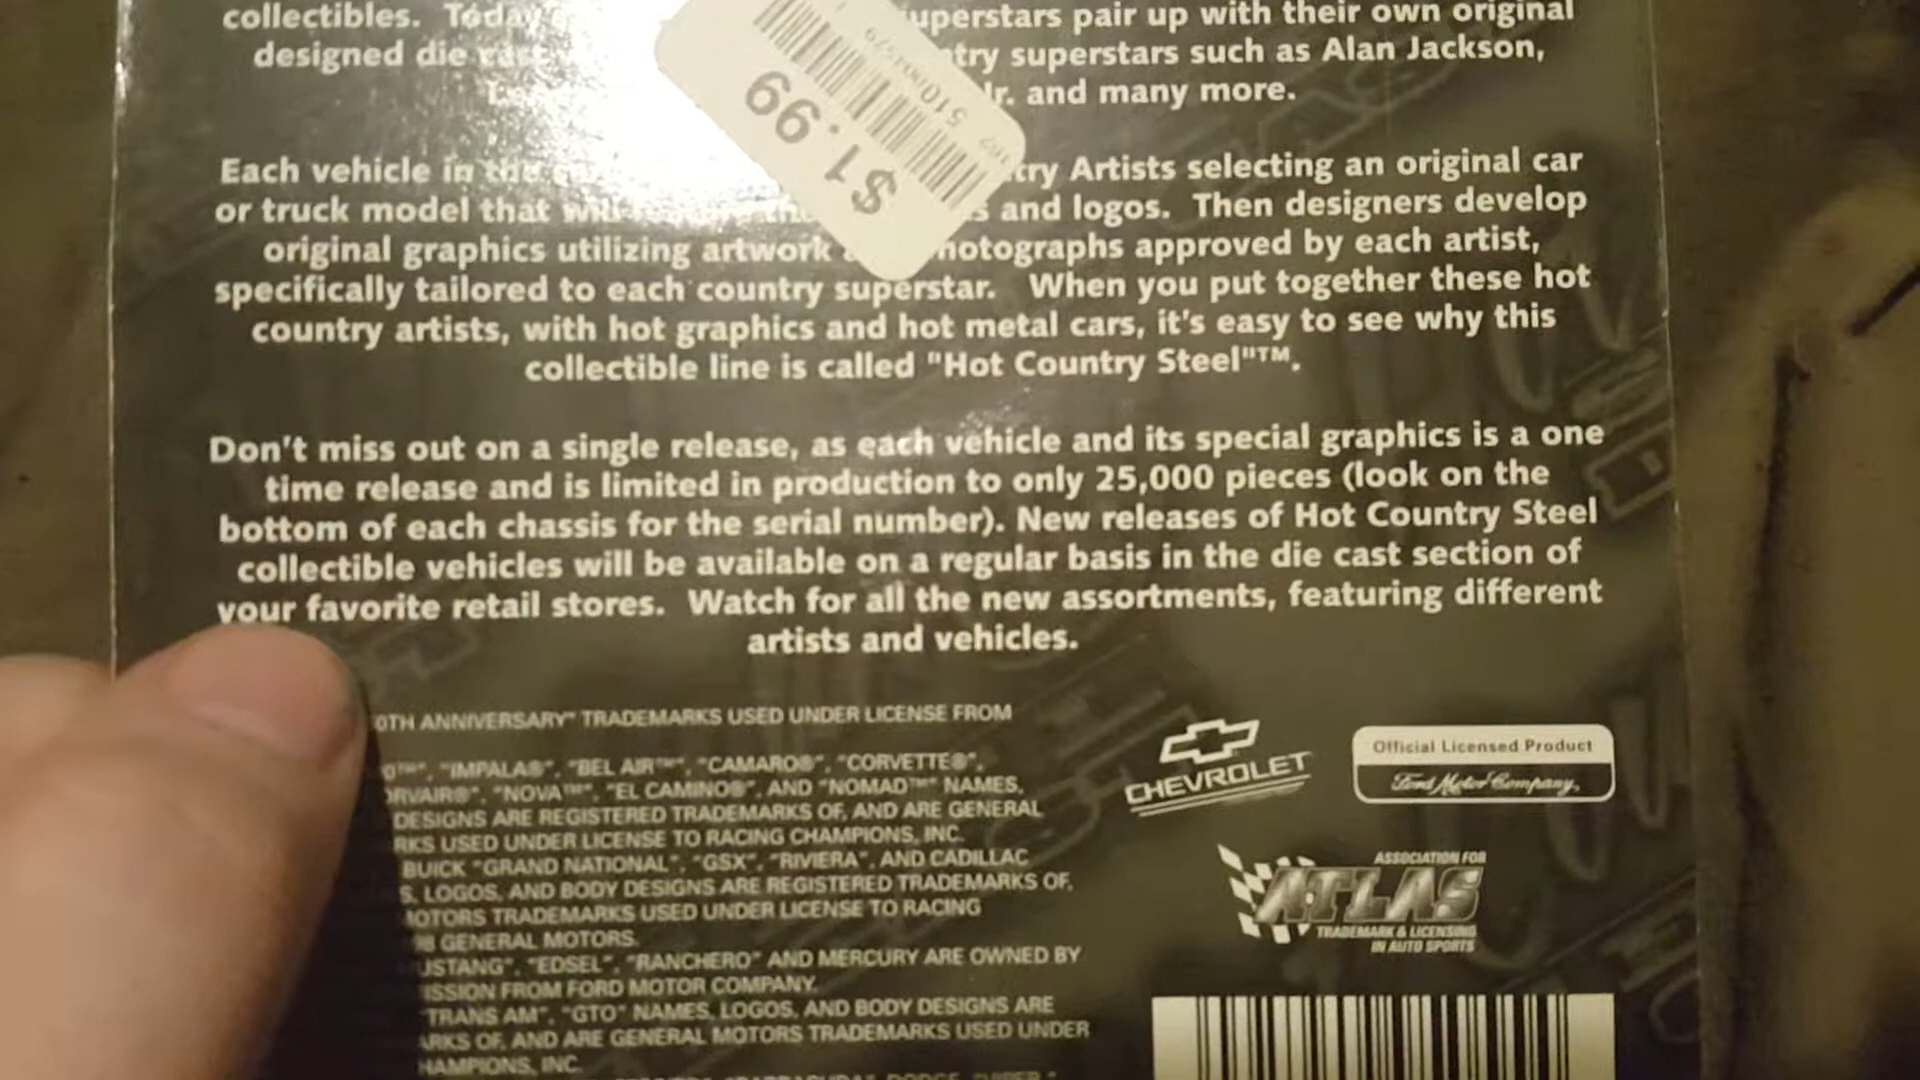 collectibles. Today superstars pair up with their own original
designed die cast country superstars such as Alan Jackson,
Jr. and many more.
$1.99
Each vehicle in the Artists selecting an original car
or truck model that will and logos. Then designers develop
original graphics utilizing artwork photographs approved by each artist,
specifically tailored to each country superstar. When you put together these hot
country artists, with hot graphics and hot metal cars, it's easy to see why this
collectible line is called "Hot Country Steel"™.
Don't miss out on a single release, as each vehicle and its special graphics is a one
time release and is limited in production to only 25,000 pieces (look on the
bottom of each chassis for the serial number). New releases of Hot Country Steel
collectible vehicles will be available on a regular basis in the die cast section of
your favorite retail stores. Watch for all the new assortments, featuring different
artists and vehicles.
0TH ANNIVERSARY" TRADEMARKS USED UNDER LICENSE FROM
"IMPALA®", "BEL AIR™", "CAMARO®", "CORVETTE®",
ORVAIR®", "NOVA™", "EL CAMINO®", AND "NOMAD™" NAMES,
DESIGNS ARE REGISTERED TRADEMARKS OF, AND ARE GENERAL
RKS USED UNDER LICENSE TO RACING CHAMPIONS, INC.
BUICK "GRAND NATIONAL", "GSX", "RIVIERA", AND CADILLAC
S, LOGOS, AND BODY DESIGNS ARE REGISTERED TRADEMARKS OF,
MOTORS TRADEMARKS USED UNDER LICENSE TO RACING
98 GENERAL MOTORS.
USTANG", "EDSEL", "RANCHERO" AND MERCURY ARE OWNED BY
ISSION FROM FORD MOTOR COMPANY.
"TRANS AM", "GTO" NAMES, LOGOS, AND BODY DESIGNS ARE
ARKS OF, AND ARE GENERAL MOTORS TRADEMARKS USED UNDER
HAMPIONS, INC.
CHEVROLET
Official Licensed Product
Ford Motor Company,
ASSOCIATION FOR
ATLAS
TRADEMARK & LICENSING
IN AUTO SPORTS